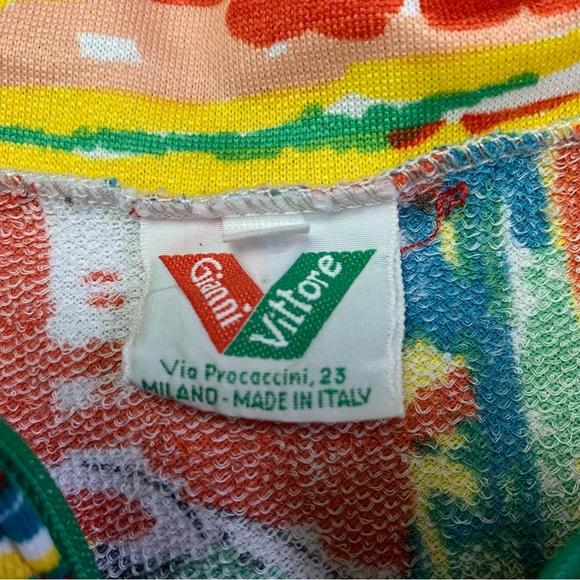 Gianni
Vittore
Via Procaccini, 23
MILANO - MADE IN ITALY